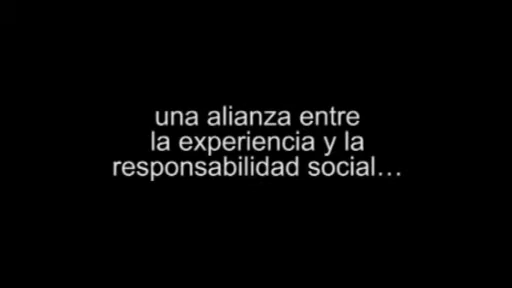 una alianza entre
la experiencia y la
responsabilidad social...